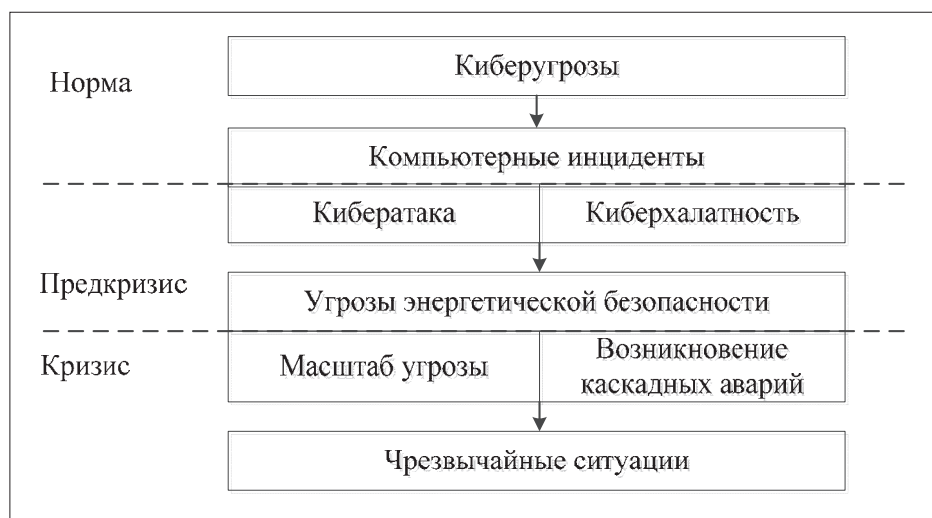 Норма
Киберугрозы
Компьютерные инциденты
Кибератака
Киберхалатность
Предкризис
Угрозы энергетической безопасности
Кризис
Масштаб угрозы
Возникновение
каскадных аварий
Чрезвычайные ситуации